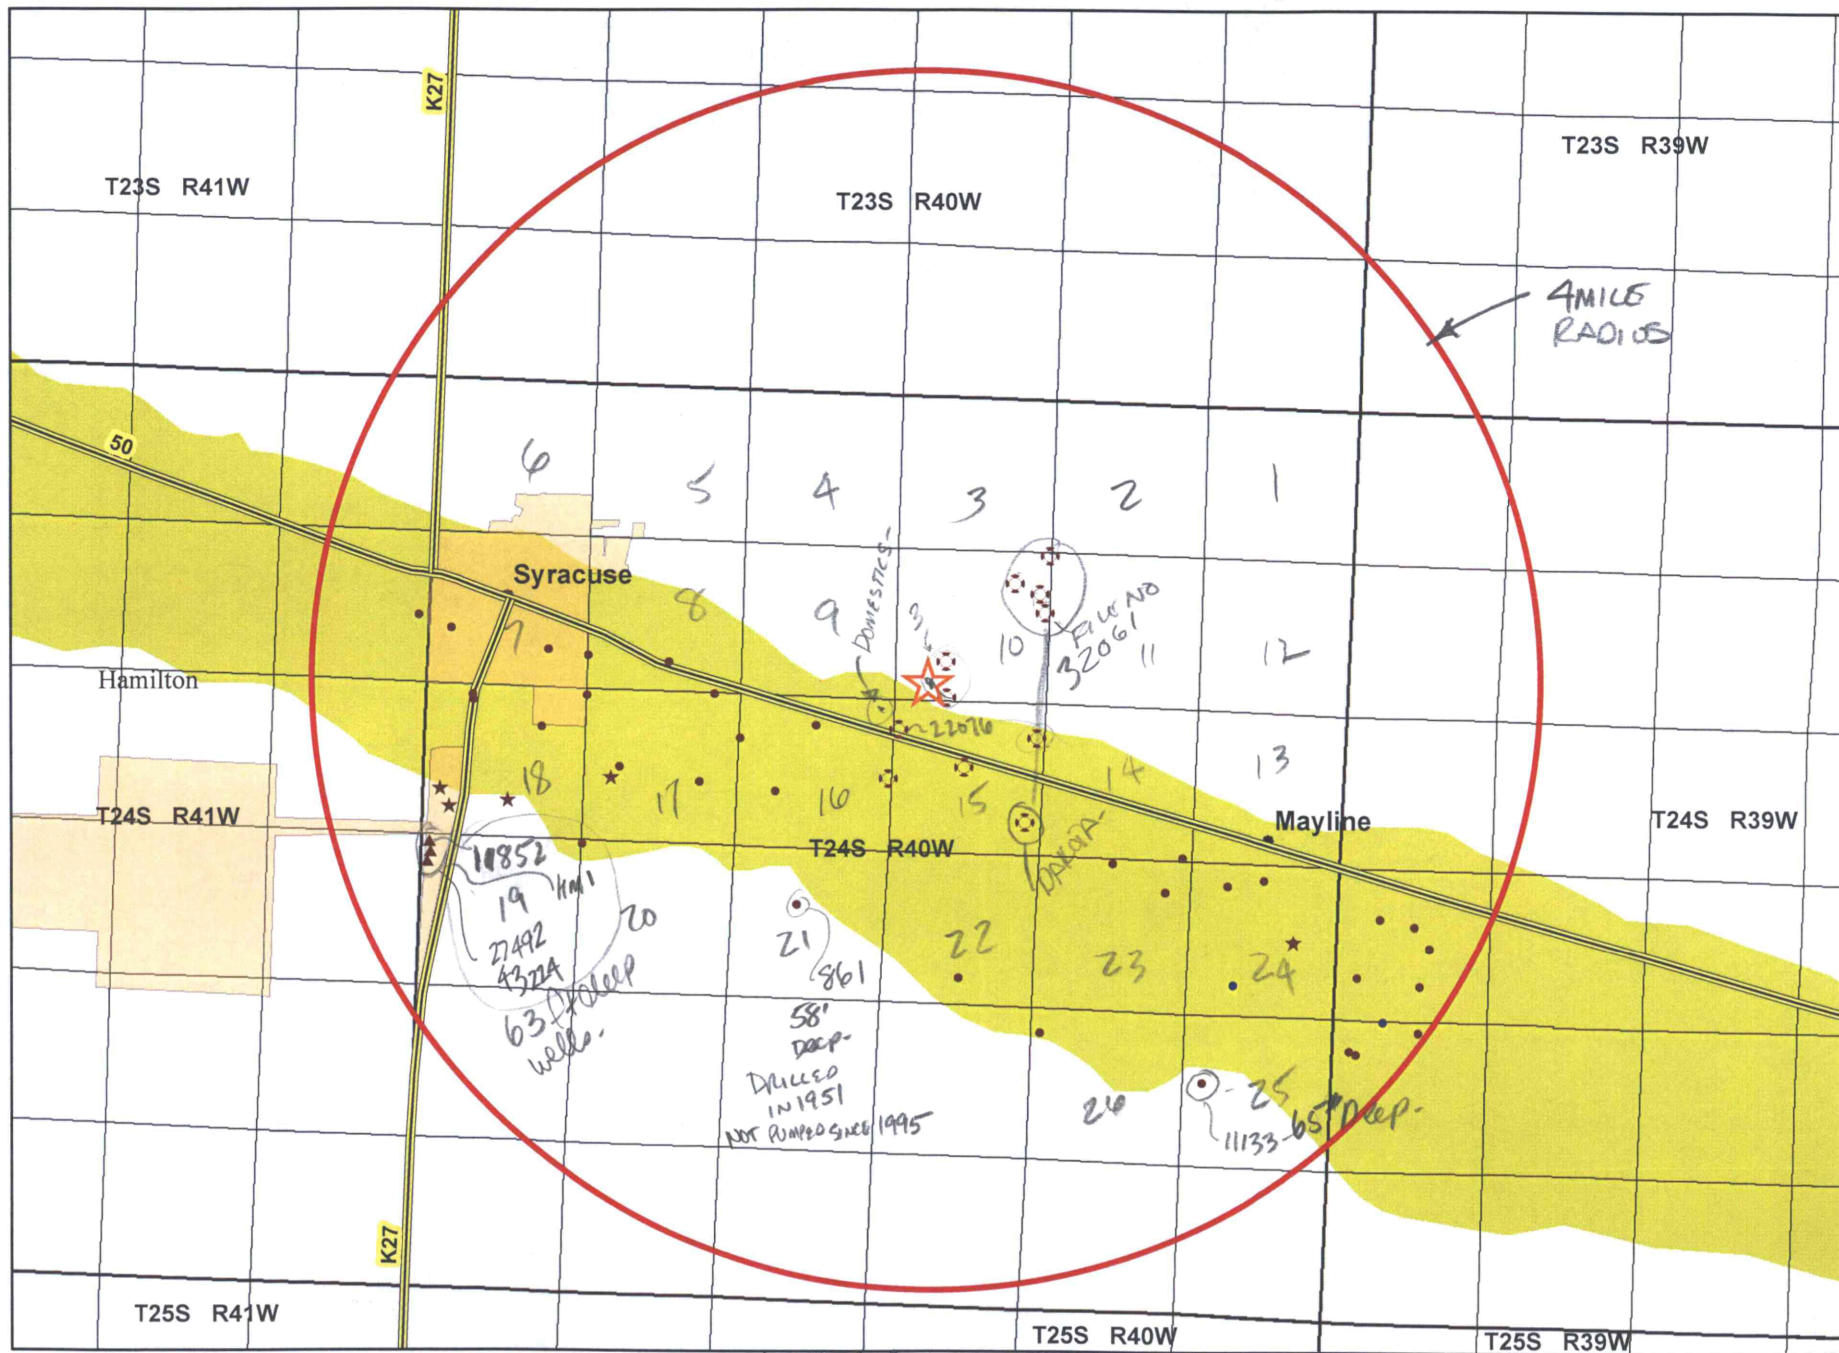 K27
T23S R39W
T23S R41W
T23S R40W
4 MILE
RADIUS
50
6
5
4
3
2
1
Syracuse
7
8
9
DOMESTICS-
3
10
FILE NO
32061
11
12
Hamilton
22076
18
17
16
15
14
13
Mayline
T24S R41W
T24S R40W
T24S R39W
DAKOTA-
11852
HM1
19
20
27492
43224
63 ft deep
wells.
21
861
58'
DEEP-
DRILLED
IN 1951
NOT PUMPED SINCE 1995
22
23
24
26
25
11133-65' Deep-
K27
T25S R41W
T25S R40W
T25S R39W